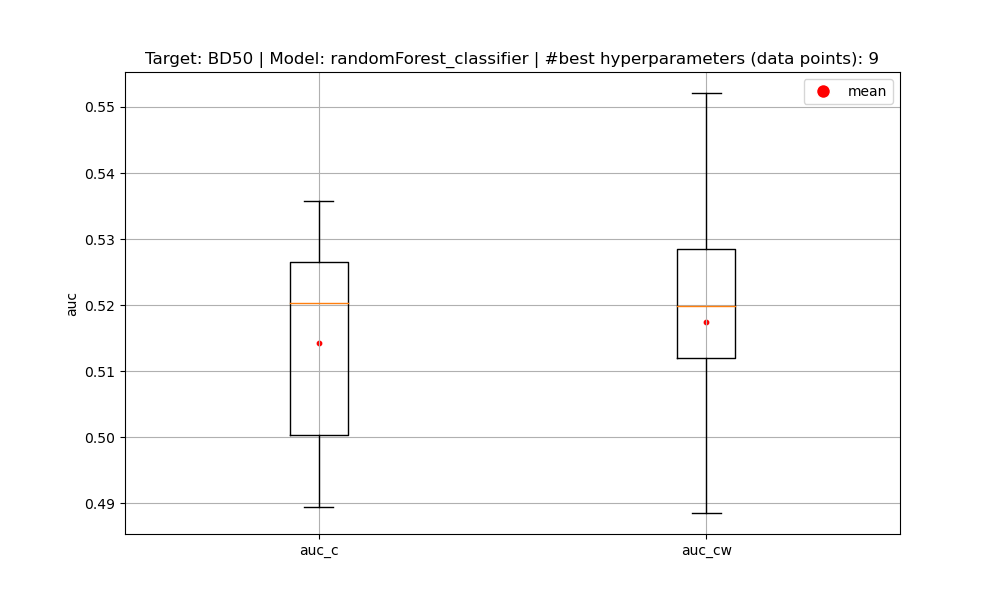 Target: BD50 | Model: randomForest_classifier | #best hyperparameters (data points): 9
mean
0.55
0.54
0.53
0.52
0.51
0.50
0.49
auc
auc_c
auc_cw